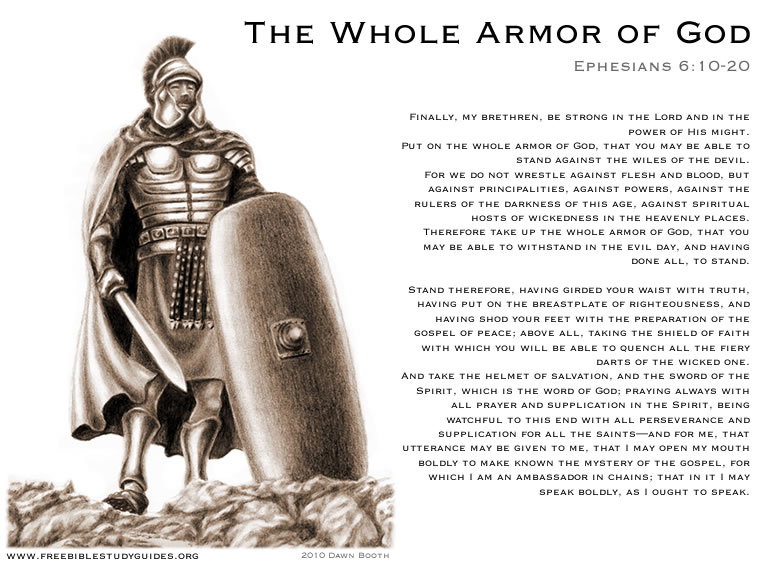 The Whole Armor of God
Ephesians 6:10-20
Finally, my brethren, be strong in the Lord and in the
power of His might.
Put on the whole armor of God, that you may be able to
stand against the wiles of the devil.
For we do not wrestle against flesh and blood, but
against principalities, against powers, against the
rulers of the darkness of this age, against spiritual
hosts of wickedness in the heavenly places.
Therefore take up the whole armor of God, that you
may be able to withstand in the evil day, and having
done all, to stand.
Stand therefore, having girded your waist with truth,
having put on the breastplate of righteousness, and
having shod your feet with the preparation of the
gospel of peace; above all, taking the shield of faith
with which you will be able to quench all the fiery
darts of the wicked one.
And take the helmet of salvation, and the sword of the
Spirit, which is the word of God; praying always with
all prayer and supplication in the Spirit, being
watchful to this end with all perseverance and
supplication for all the saints—and for me, that
utterance may be given to me, that I may open my mouth
boldly to make known the mystery of the gospel, for
which I am an ambassador in chains; that in it I may
speak boldly, as I ought to speak.
www.freebiblestudyguides.org
2010 Dawn Booth